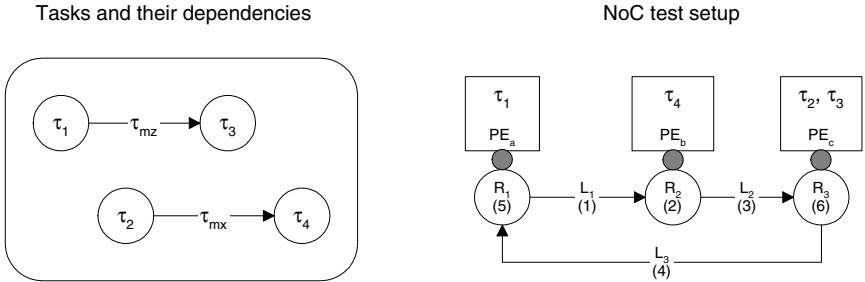 Tasks and their dependencies
NoC test setup
τ1
τmz
τ3
τ2
τmx
τ4
τ1
PEa
τ4
PEb
τ2, τ3
PEc
R1
(5)
L1
(1)
R2
(2)
L2
(3)
R3
(6)
L3
(4)